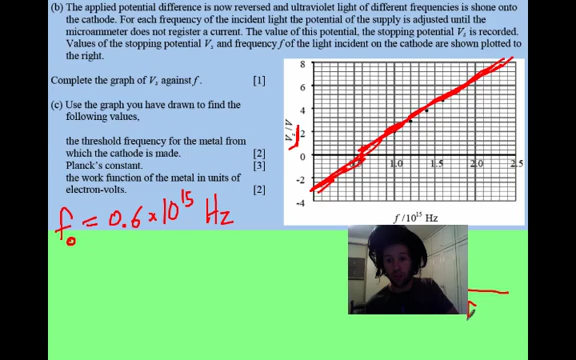 (b) The applied potential difference is now reversed and ultraviolet light of different frequencies is shone onto
the cathode. For each frequency of the incident light the potential of the supply is adjusted until the
microammeter does not register a current. The value of this potential, the stopping potential Vs is recorded.
Values of the stopping potential Vs and frequency f of the light incident on the cathode are shown plotted to
the right.
Complete the graph of Vs against f. [1]
(c) Use the graph you have drawn to find the
following values,
the threshold frequency for the metal from
which the cathode is made. [2]
Planck's constant. [3]
the work function of the metal in units of
electron-volts. [2]
8
6
4
2
0
-2
-4
Vs /V
1.0 1.5 2.0 2.5
f /10¹⁵ Hz
f₀ = 0.6 × 10¹⁵ Hz